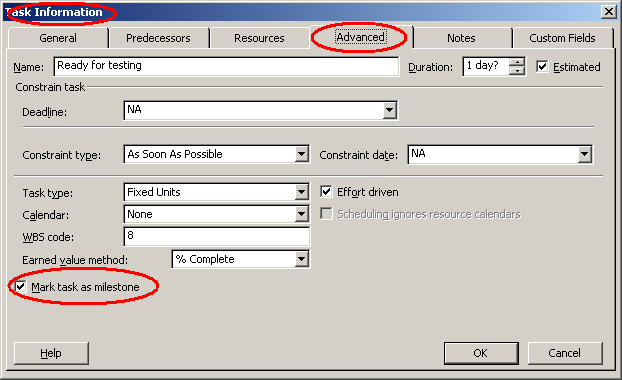 Task Information
General Predecessors Resources Advanced Notes Custom Fields
Name: Ready for testing Duration: 1 day? Estimated
Constrain task
Deadline: NA
Constraint type: As Soon As Possible Constraint date: NA
Task type: Fixed Units Effort driven
Calendar: None Scheduling ignores resource calendars
WBS code: 8
Earned value method: % Complete
Mark task as milestone
Help OK Cancel